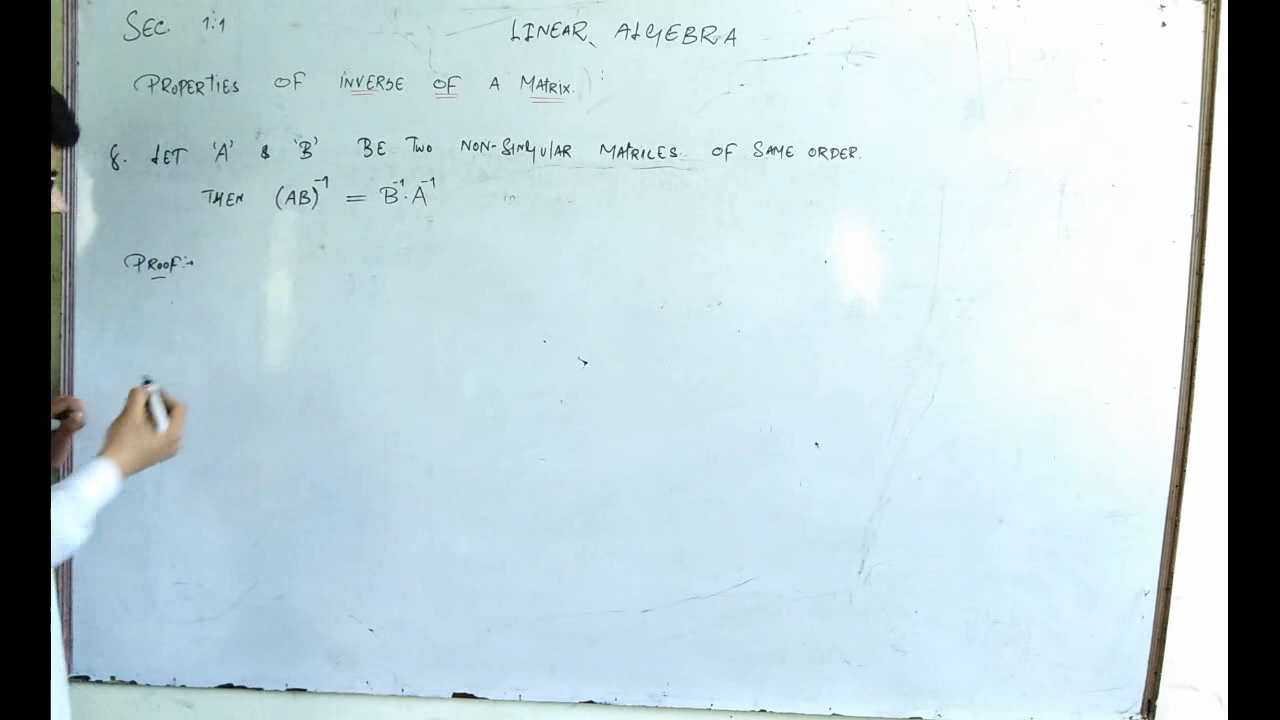 SEC. 1.1
LINEAR ALGEBRA
PROPERTIES OF INVERSE OF A MATRIX.
8. LET 'A' & 'B' BE TWO NON-SINGULAR MATRICES OF SAME ORDER.
THEN (AB)⁻¹ = B⁻¹.A⁻¹
PROOF:-